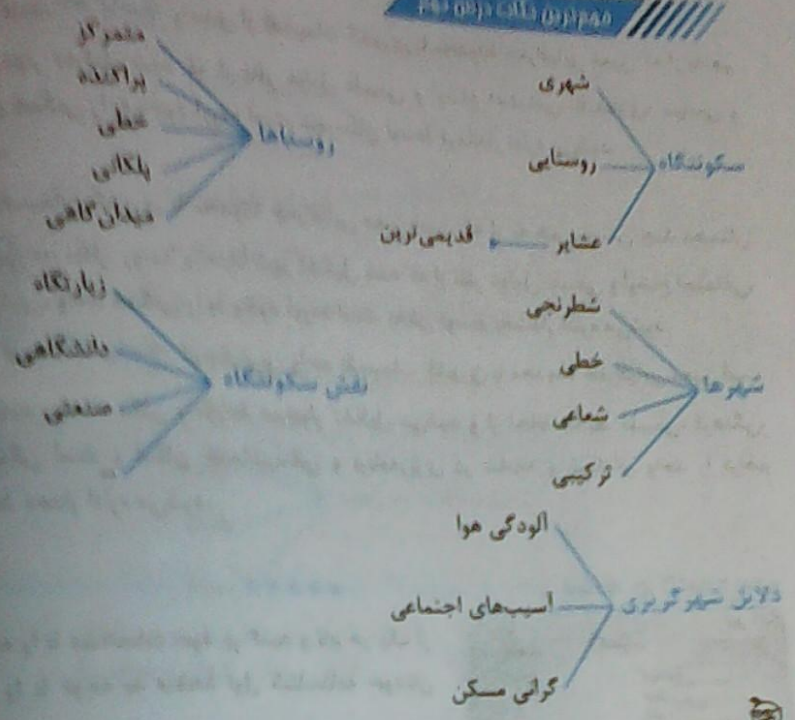 مهم‌ترین نکات درس نهم
سکونتگاه
شهری
روستایی
عشایر
قدیمی‌ترین
روستاها
متمرکز
پراکنده
خطی
پلکانی
میدان‌گاهی
شهرها
شطرنجی
خطی
شعاعی
ترکیبی
نقش سکونتگاه
زیارتگاه
دانشگاهی
صنعتی
...
دلایل شهرگریزی
آلودگی هوا
آسیب‌های اجتماعی
گرانی مسکن